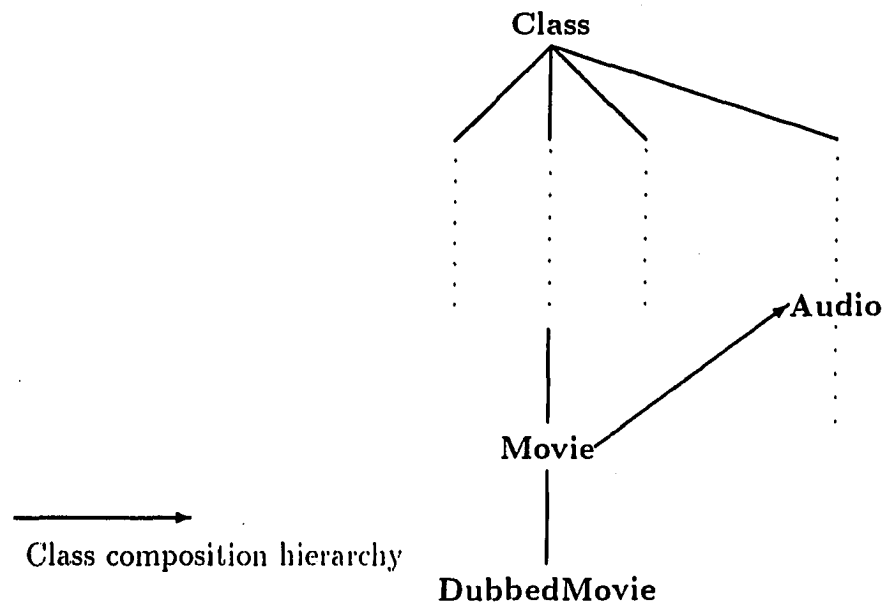 Class
Audio
Movie
Class composition hierarchy
DubbedMovie